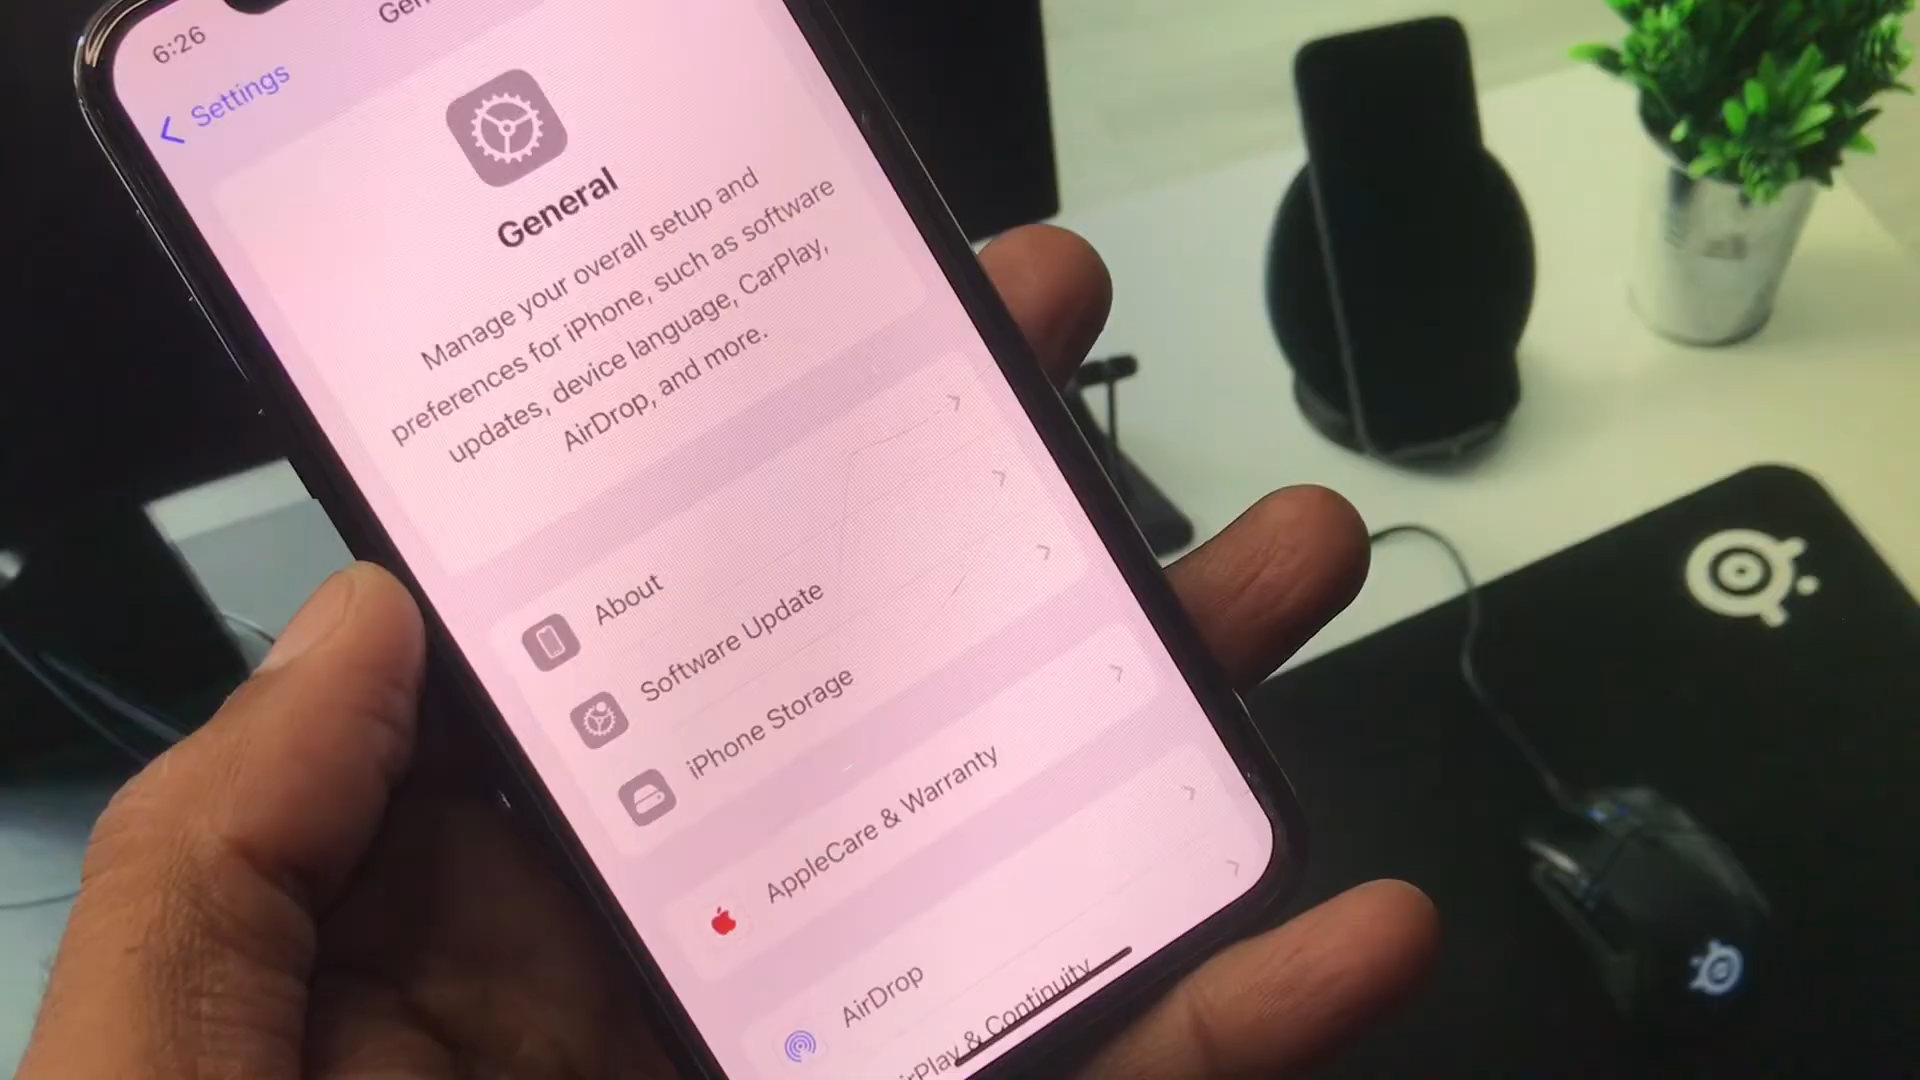 6:26
Settings
General
Manage your overall setup and
preferences for iPhone, such as software
updates, device language, CarPlay,
AirDrop, and more.
About
Software Update
iPhone Storage
AppleCare & Warranty
AirDrop
& Continuity